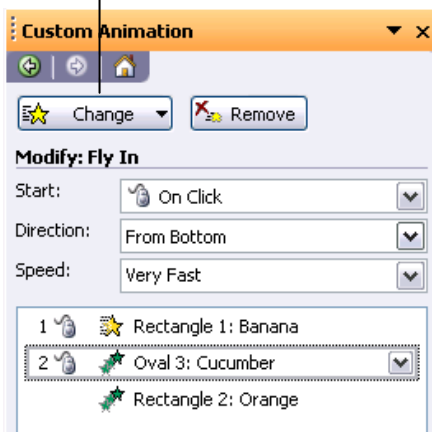 Custom Animation
Change
Remove
Modify: Fly In
Start:
On Click
Direction:
From Bottom
Speed:
Very Fast
1 Rectangle 1: Banana
2 Oval 3: Cucumber
Rectangle 2: Orange